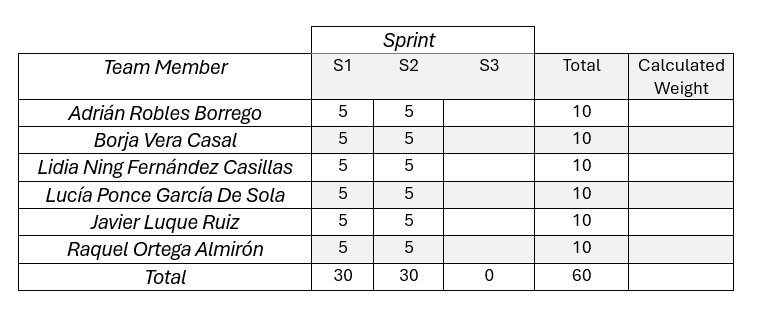 Sprint
Team Member S1 S2 S3 Total Calculated
Weight
Adrián Robles Borrego 5 5 10
Borja Vera Casal 5 5 10
Lidia Ning Fernández Casillas 5 5 10
Lucía Ponce García De Sola 5 5 10
Javier Luque Ruiz 5 5 10
Raquel Ortega Almirón 5 5 10
Total 30 30 0 60